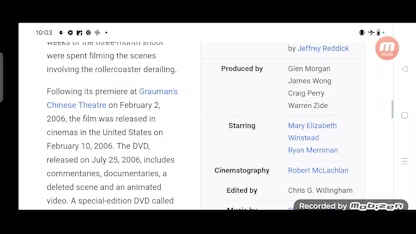 10:03
weeks of the three-month shoot
were spent filming the scenes
involving the rollercoaster derailing.
Following its premiere at Grauman's
Chinese Theatre on February 2,
2006, the film was released in
cinemas in the United States on
February 10, 2006. The DVD,
released on July 25, 2006, includes
commentaries, documentaries, a
deleted scene and an animated
video. A special-edition DVD called
by Jeffrey Reddick
Produced by Glen Morgan
James Wong
Craig Perry
Warren Zide
Starring Mary Elizabeth
Winstead
Ryan Merriman
Cinematography Robert McLachlan
Edited by Chris G. Willingham
Music by
Recorded by Mobizen